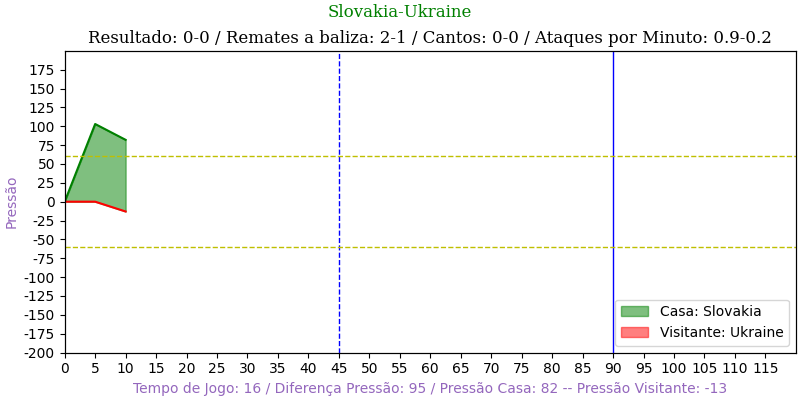 Slovakia-Ukraine
Resultado: 0-0 / Remates a baliza: 2-1 / Cantos: 0-0 / Ataques por Minuto: 0.9-0.2
175
150
125
100
75
50
25
0
-25
-50
-75
-100
-125
-150
-175
-200
Pressão
Casa: Slovakia
Visitante: Ukraine
0 5 10 15 20 25 30 35 40 45 50 55 60 65 70 75 80 85 90 95 100 105 110 115
Tempo de Jogo: 16 / Diferença Pressão: 95 / Pressão Casa: 82 -- Pressão Visitante: -13